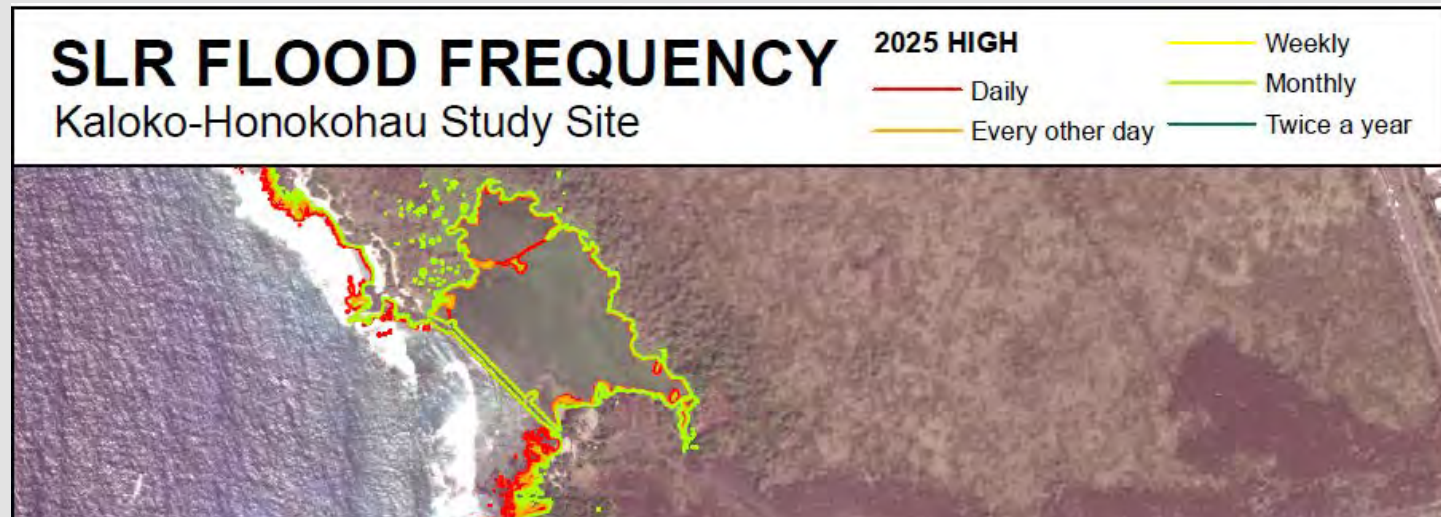 SLR FLOOD FREQUENCY
Kaloko-Honokohau Study Site
2025 HIGH
Daily
Every other day
Weekly
Monthly
Twice a year